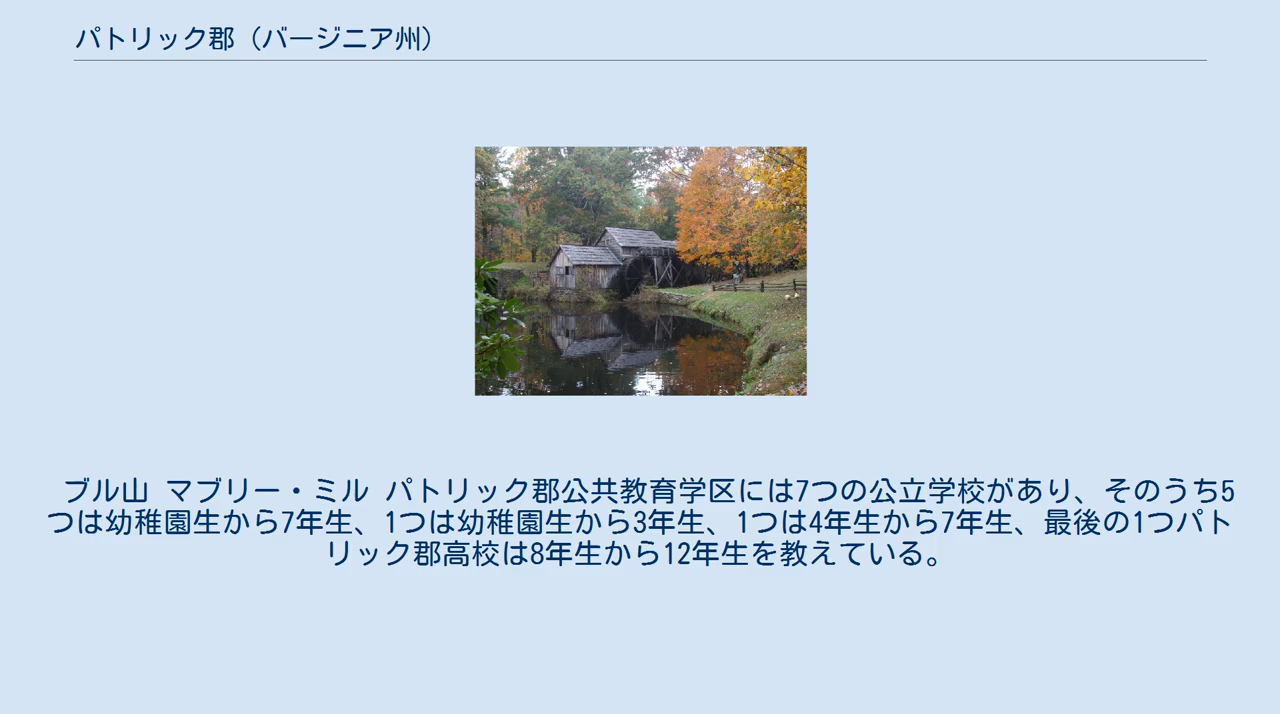 パトリック郡（バージニア州）
ブル山 マブリー・ミル パトリック郡公共教育学区には7つの公立学校があり、そのうち5
つは幼稚園生から7年生、1つは幼稚園生から3年生、1つは4年生から7年生、最後の1つパト
リック郡高校は8年生から12年生を教えている。